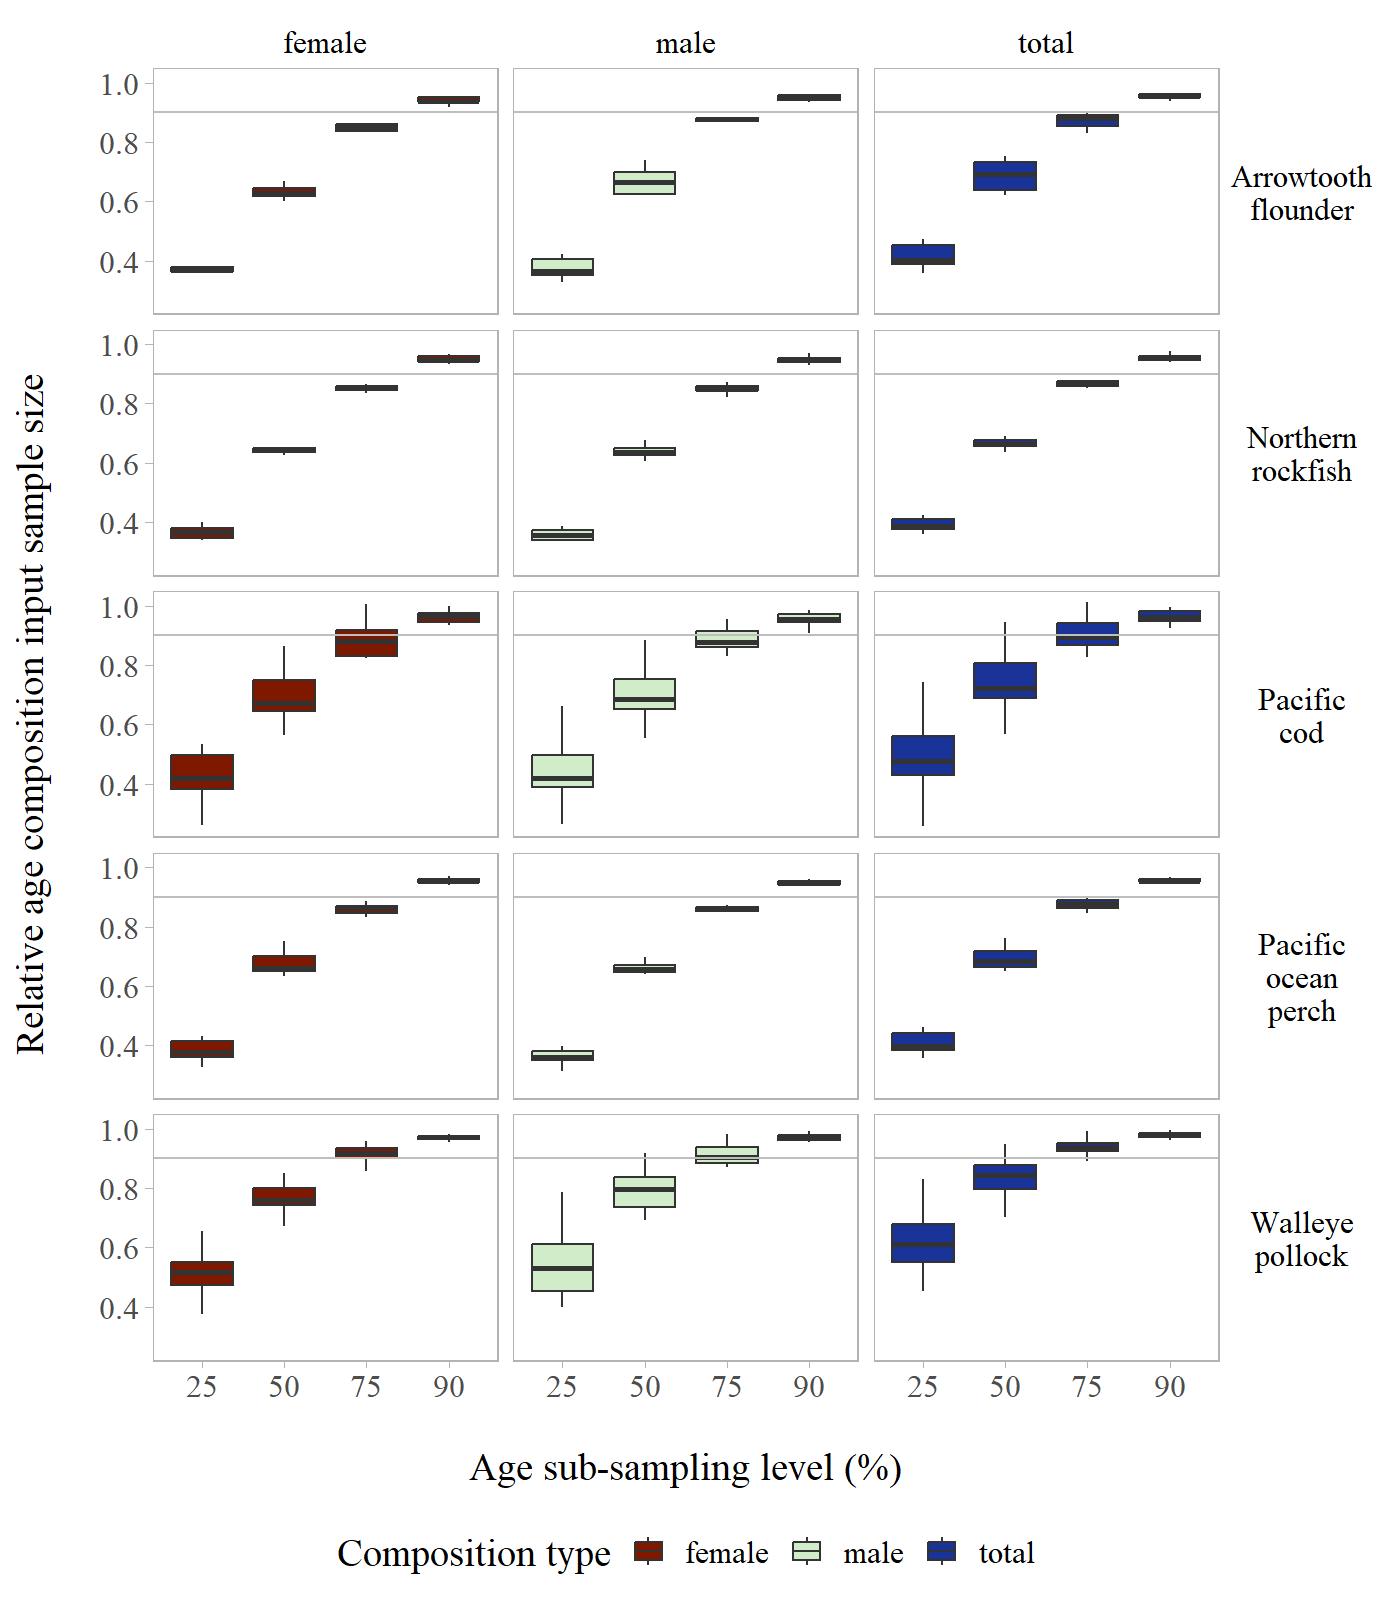 female male total
1.0
0.8
0.6
0.4
Arrowtooth
flounder
1.0
0.8
0.6
0.4
Northern
rockfish
Relative age composition input sample size
1.0
0.8
0.6
0.4
Pacific
cod
1.0
0.8
0.6
0.4
Pacific
ocean
perch
1.0
0.8
0.6
0.4
Walleye
pollock
25 50 75 90 25 50 75 90 25 50 75 90
Age sub-sampling level (%)
Composition type female male total